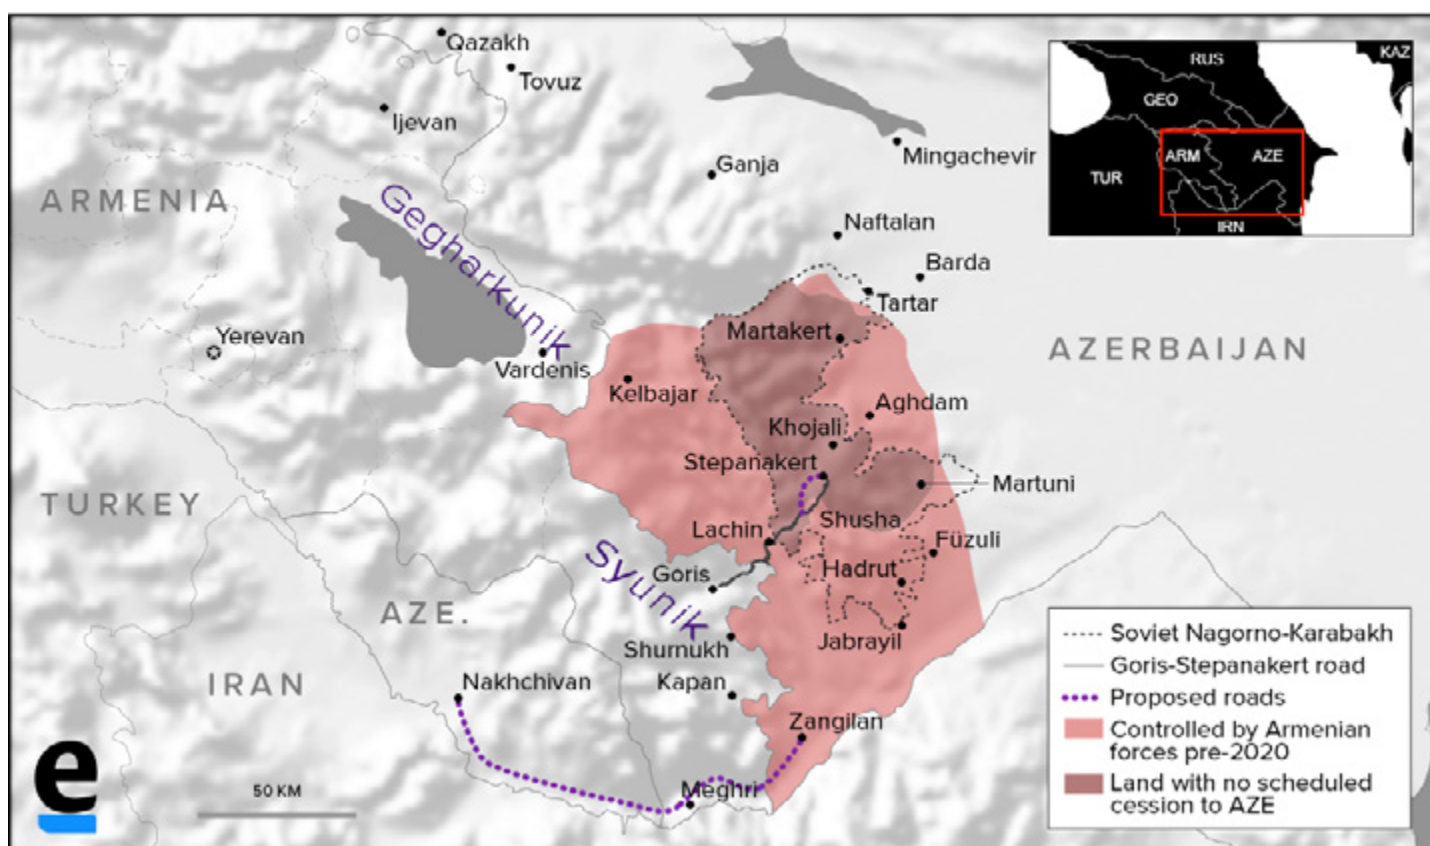 Qazakh
Tovuz
Ijevan
Mingachevir
Ganja
ARMENIA
Gegharkunik
Naftalan
Barda
Tartar
Yerevan
Martakert
AZERBAIJAN
Vardenis
Kelbajar
Aghdam
Khojali
Stepanakert
Martuni
TURKEY
Shusha
Lachin
Füzuli
Syunik
Goris
Hadrut
AZE.
Jabrayil
Shurnukh
IRAN
Nakhchivan
Kapan
Zangilan
Meghri
50 KM
e
RUS
KAZ
GEO
ARM
AZE
TUR
IRN
Soviet Nagorno-Karabakh
Goris-Stepanakert road
Proposed roads
Controlled by Armenian
forces pre-2020
Land with no scheduled
cession to AZE